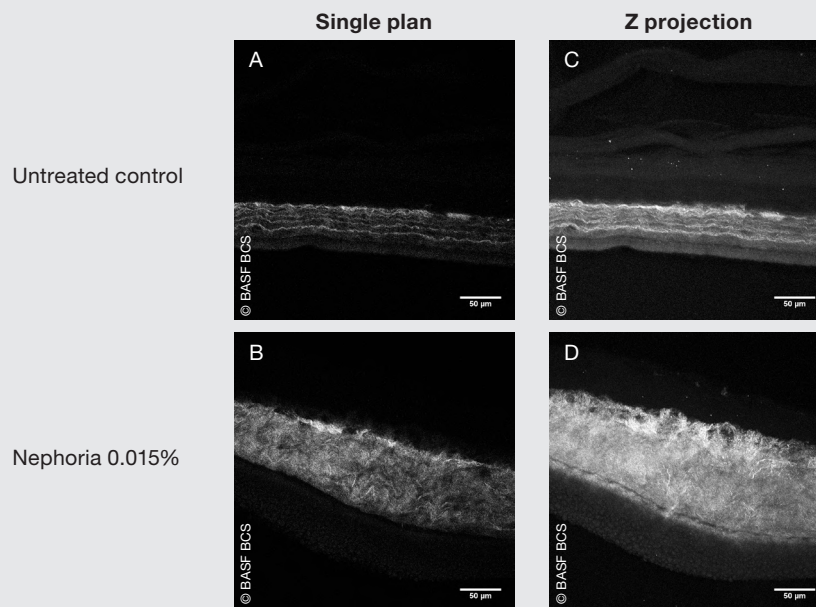 Single plan
Z projection
Untreated control
A
© BASF BCS
50 µm
C
© BASF BCS
50 µm
Nephoria 0.015%
B
© BASF BCS
50 µm
D
© BASF BCS
50 µm